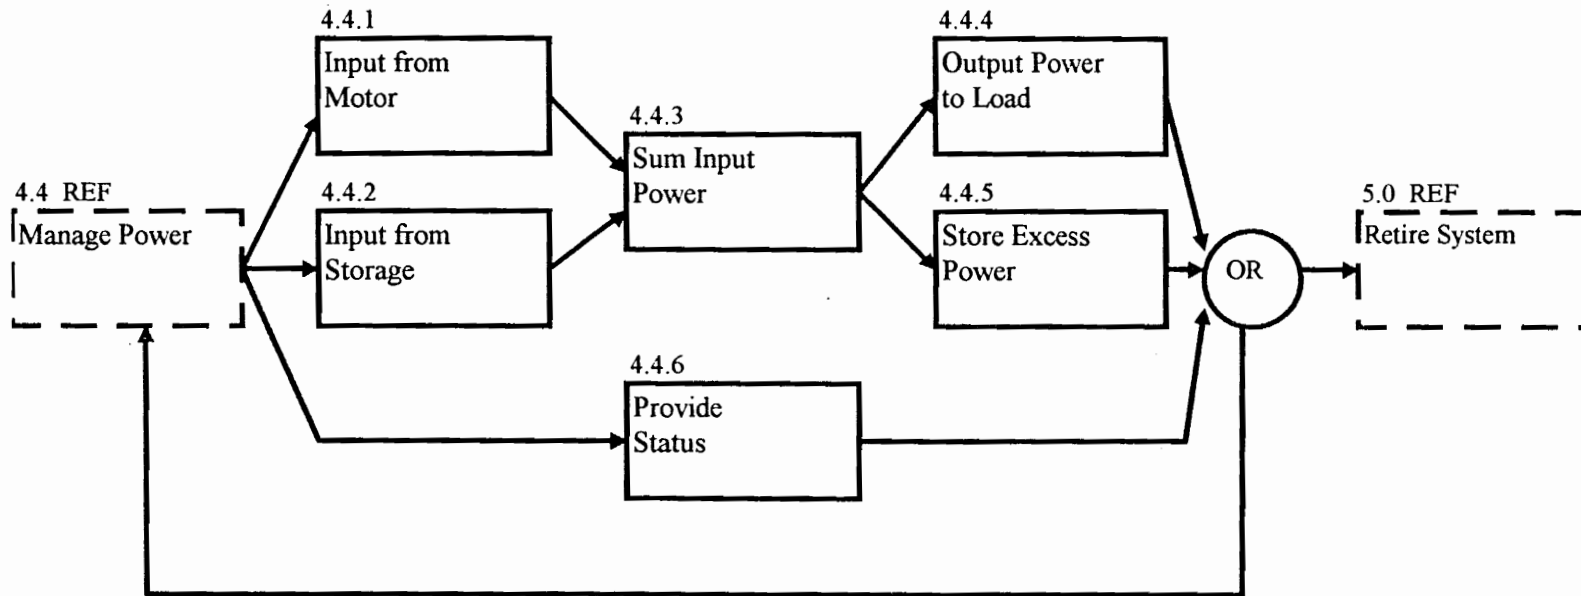 4.4.1
Input from
Motor
4.4.4
Output Power
to Load
4.4.3
Sum Input
Power
4.4 REF
Manage Power
4.4.2
Input from
Storage
4.4.5
Store Excess
Power
OR
5.0 REF
Retire System
4.4.6
Provide
Status